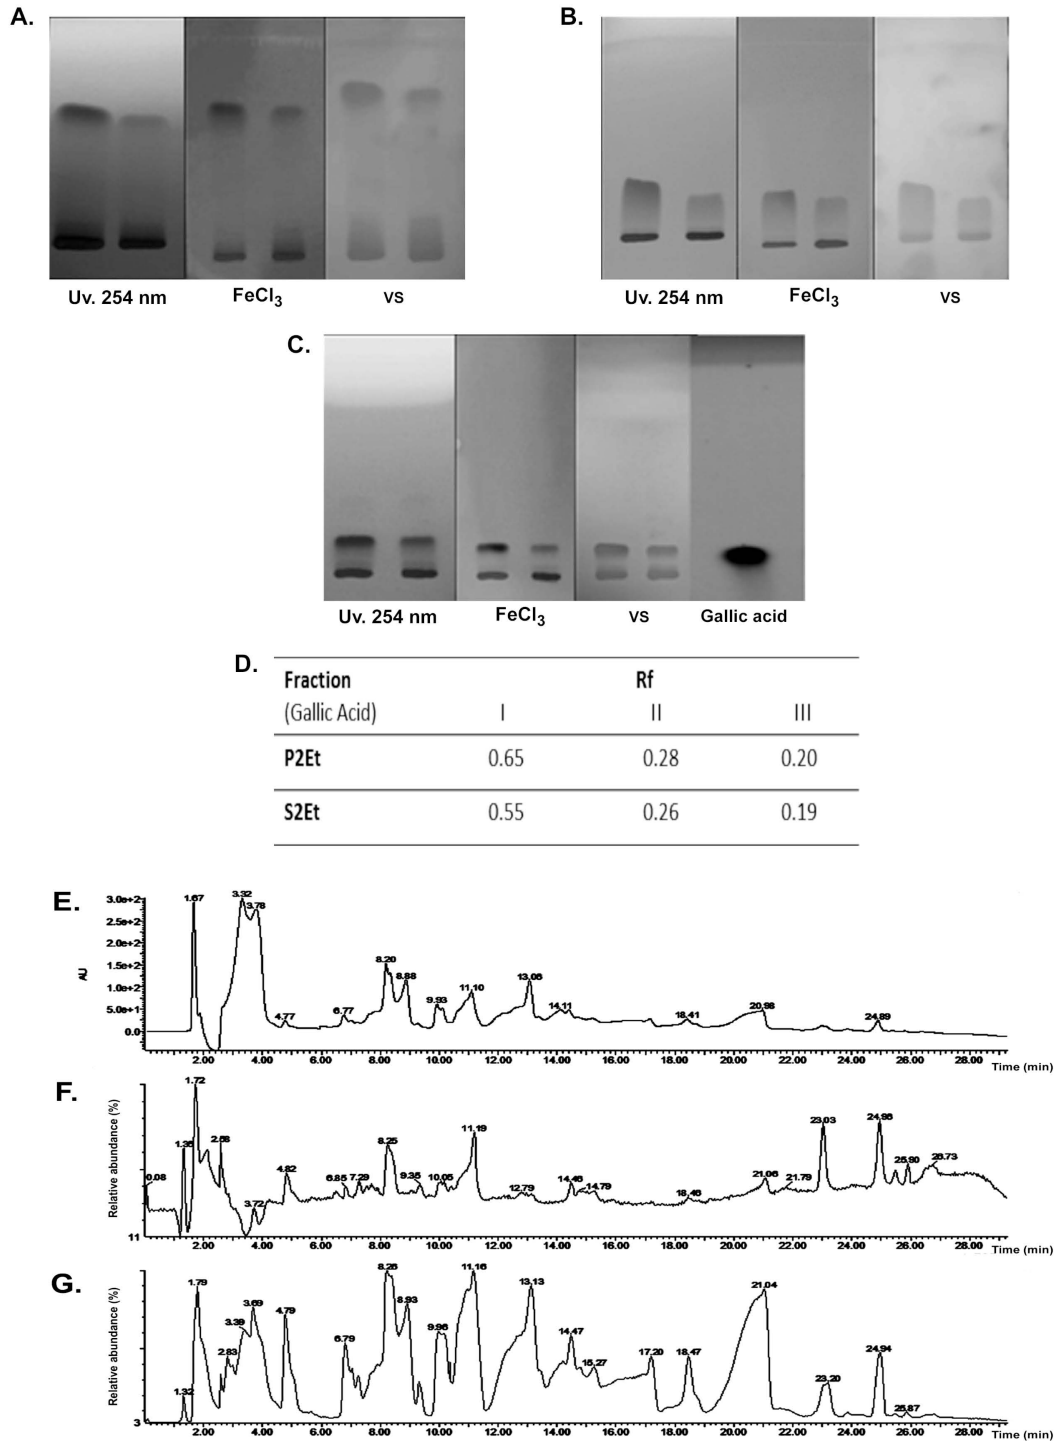 A.
B.
Uv. 254 nm FeCl3 vs
Uv. 254 nm FeCl3 vs
C.
Uv. 254 nm FeCl3 vs Gallic acid
D.
Fraction Rf
(Gallic Acid) I II III
P2Et 0.65 0.28 0.20
S2Et 0.55 0.26 0.19
E.
AU
3.0e+2
2.5e+2
2.0e+2
1.5e+2
1.0e+2
5.0e+1
0.0
1.67 3.32 3.78 4.77 6.77 8.20 8.88 9.93 11.10 13.06 14.11 18.41 20.98 24.89
2.00 4.00 6.00 8.00 10.00 12.00 14.00 16.00 18.00 20.00 22.00 24.00 26.00 28.00 Time (min)
F.
Relative abundance (%)
11
0.08 1.35 1.72 2.58 3.72 4.82 6.85 7.29 8.25 9.35 10.05 11.19 12.79 14.46 14.79 18.46 21.06 21.79 23.03 24.96 25.90 26.73
2.00 4.00 6.00 8.00 10.00 12.00 14.00 16.00 18.00 20.00 22.00 24.00 26.00 28.00 Time (min)
G.
Relative abundance (%)
3
1.32 1.79 2.83 3.39 3.69 4.79 6.79 8.26 8.93 9.96 11.16 13.13 14.47 15.27 17.20 18.47 21.04 23.20 24.94 25.87
2.00 4.00 6.00 8.00 10.00 12.00 14.00 16.00 18.00 20.00 22.00 24.00 26.00 28.00 Time (min)